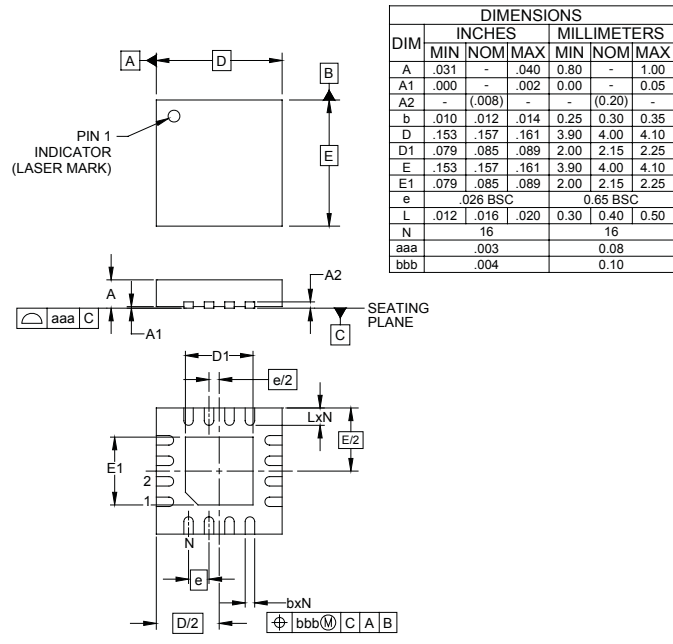 DIMENSIONS
DIM INCHES MILLIMETERS
MIN NOM MAX MIN NOM MAX
A .031 - .040 0.80 - 1.00
A1 .000 - .002 0.00 - 0.05
A2 - (.008) - - (0.20) -
b .010 .012 .014 0.25 0.30 0.35
D .153 .157 .161 3.90 4.00 4.10
D1 .079 .085 .089 2.00 2.15 2.25
E .153 .157 .161 3.90 4.00 4.10
E1 .079 .085 .089 2.00 2.15 2.25
e .026 BSC 0.65 BSC
L .012 .016 .020 0.30 0.40 0.50
N 16 16
aaa .003 0.08
bbb .004 0.10
A D B
PIN 1
INDICATOR
(LASER MARK)
E
A2
A
aaa C
A1
SEATING
PLANE
C
D1
e/2
LxN
E/2
E1
2
1
N
e
bxN
D/2
bbb Ⓜ C A B